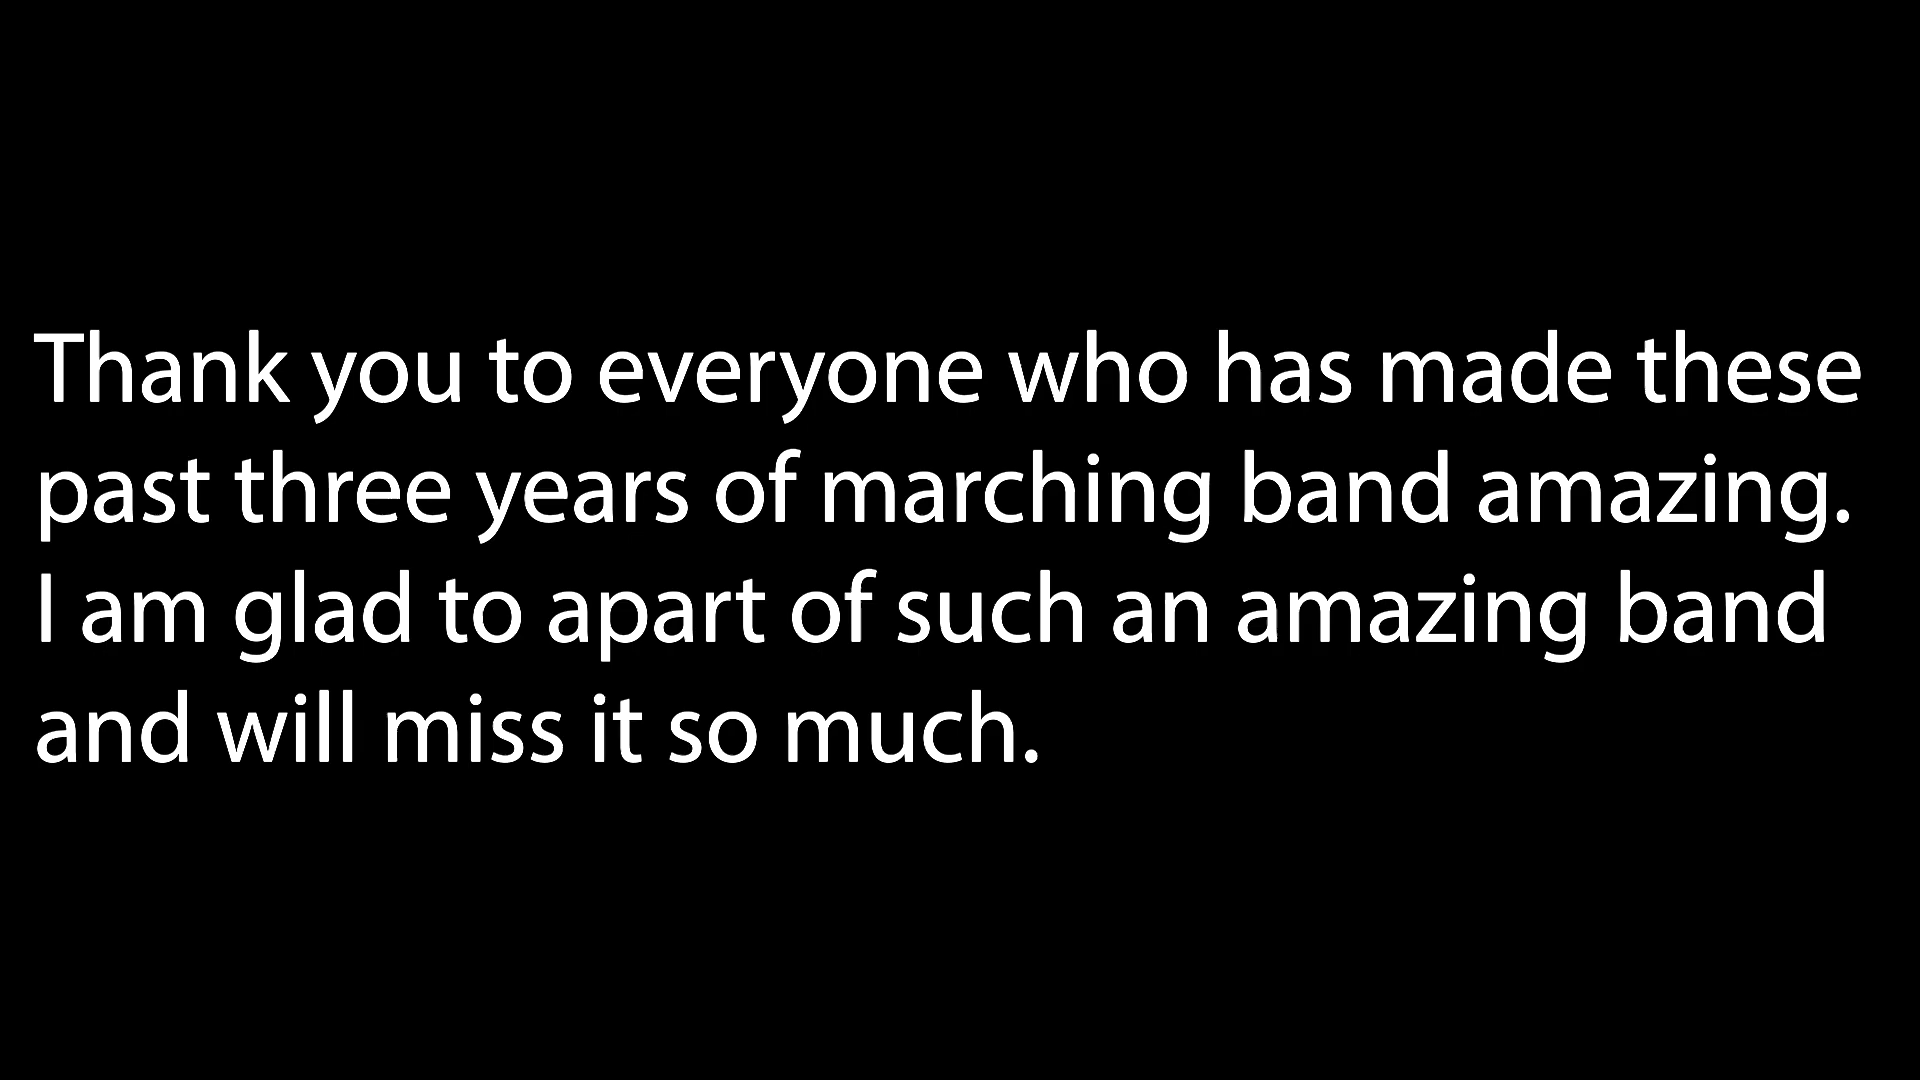 Thank you to everyone who has made these
past three years of marching band amazing.
I am glad to apart of such an amazing band
and will miss it so much.